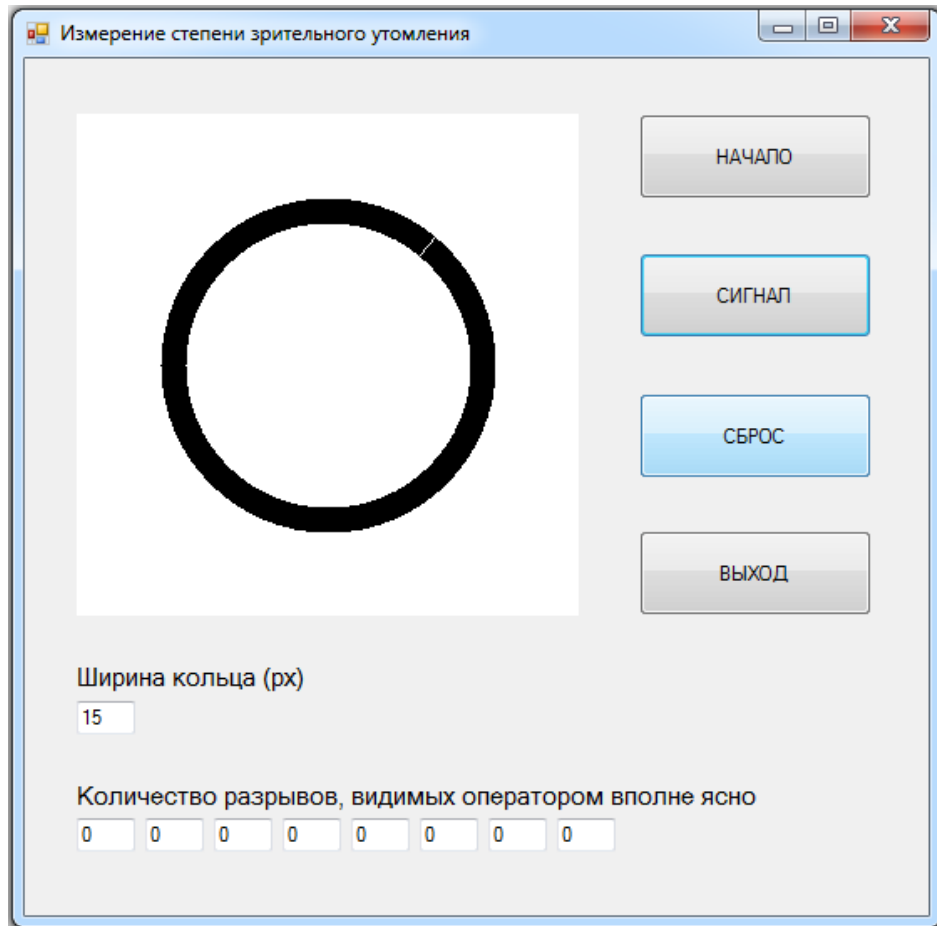 Измерение степени зрительного утомления
НАЧАЛО
СИГНАЛ
СБРОС
ВЫХОД
Ширина кольца (px)
15
Количество разрывов, видимых оператором вполне ясно
0 0 0 0 0 0 0 0